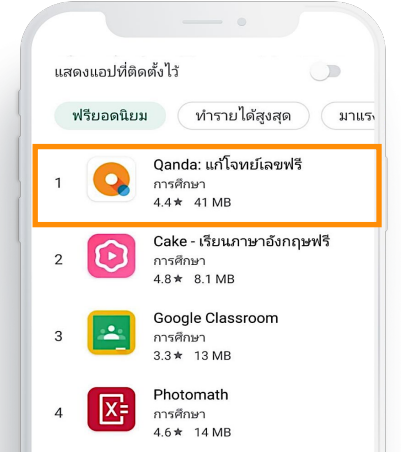 แสดงแอปที่ติดตั้งไว้
ฟรียอดนิยม ทำรายได้สูงสุด มาแรง
1 Qanda: แก้โจทย์เลขฟรี
การศึกษา
4.4★ 41 MB
2 Cake - เรียนภาษาอังกฤษฟรี
การศึกษา
4.8★ 8.1 MB
3 Google Classroom
การศึกษา
3.3★ 13 MB
4 Photomath
การศึกษา
4.6★ 14 MB